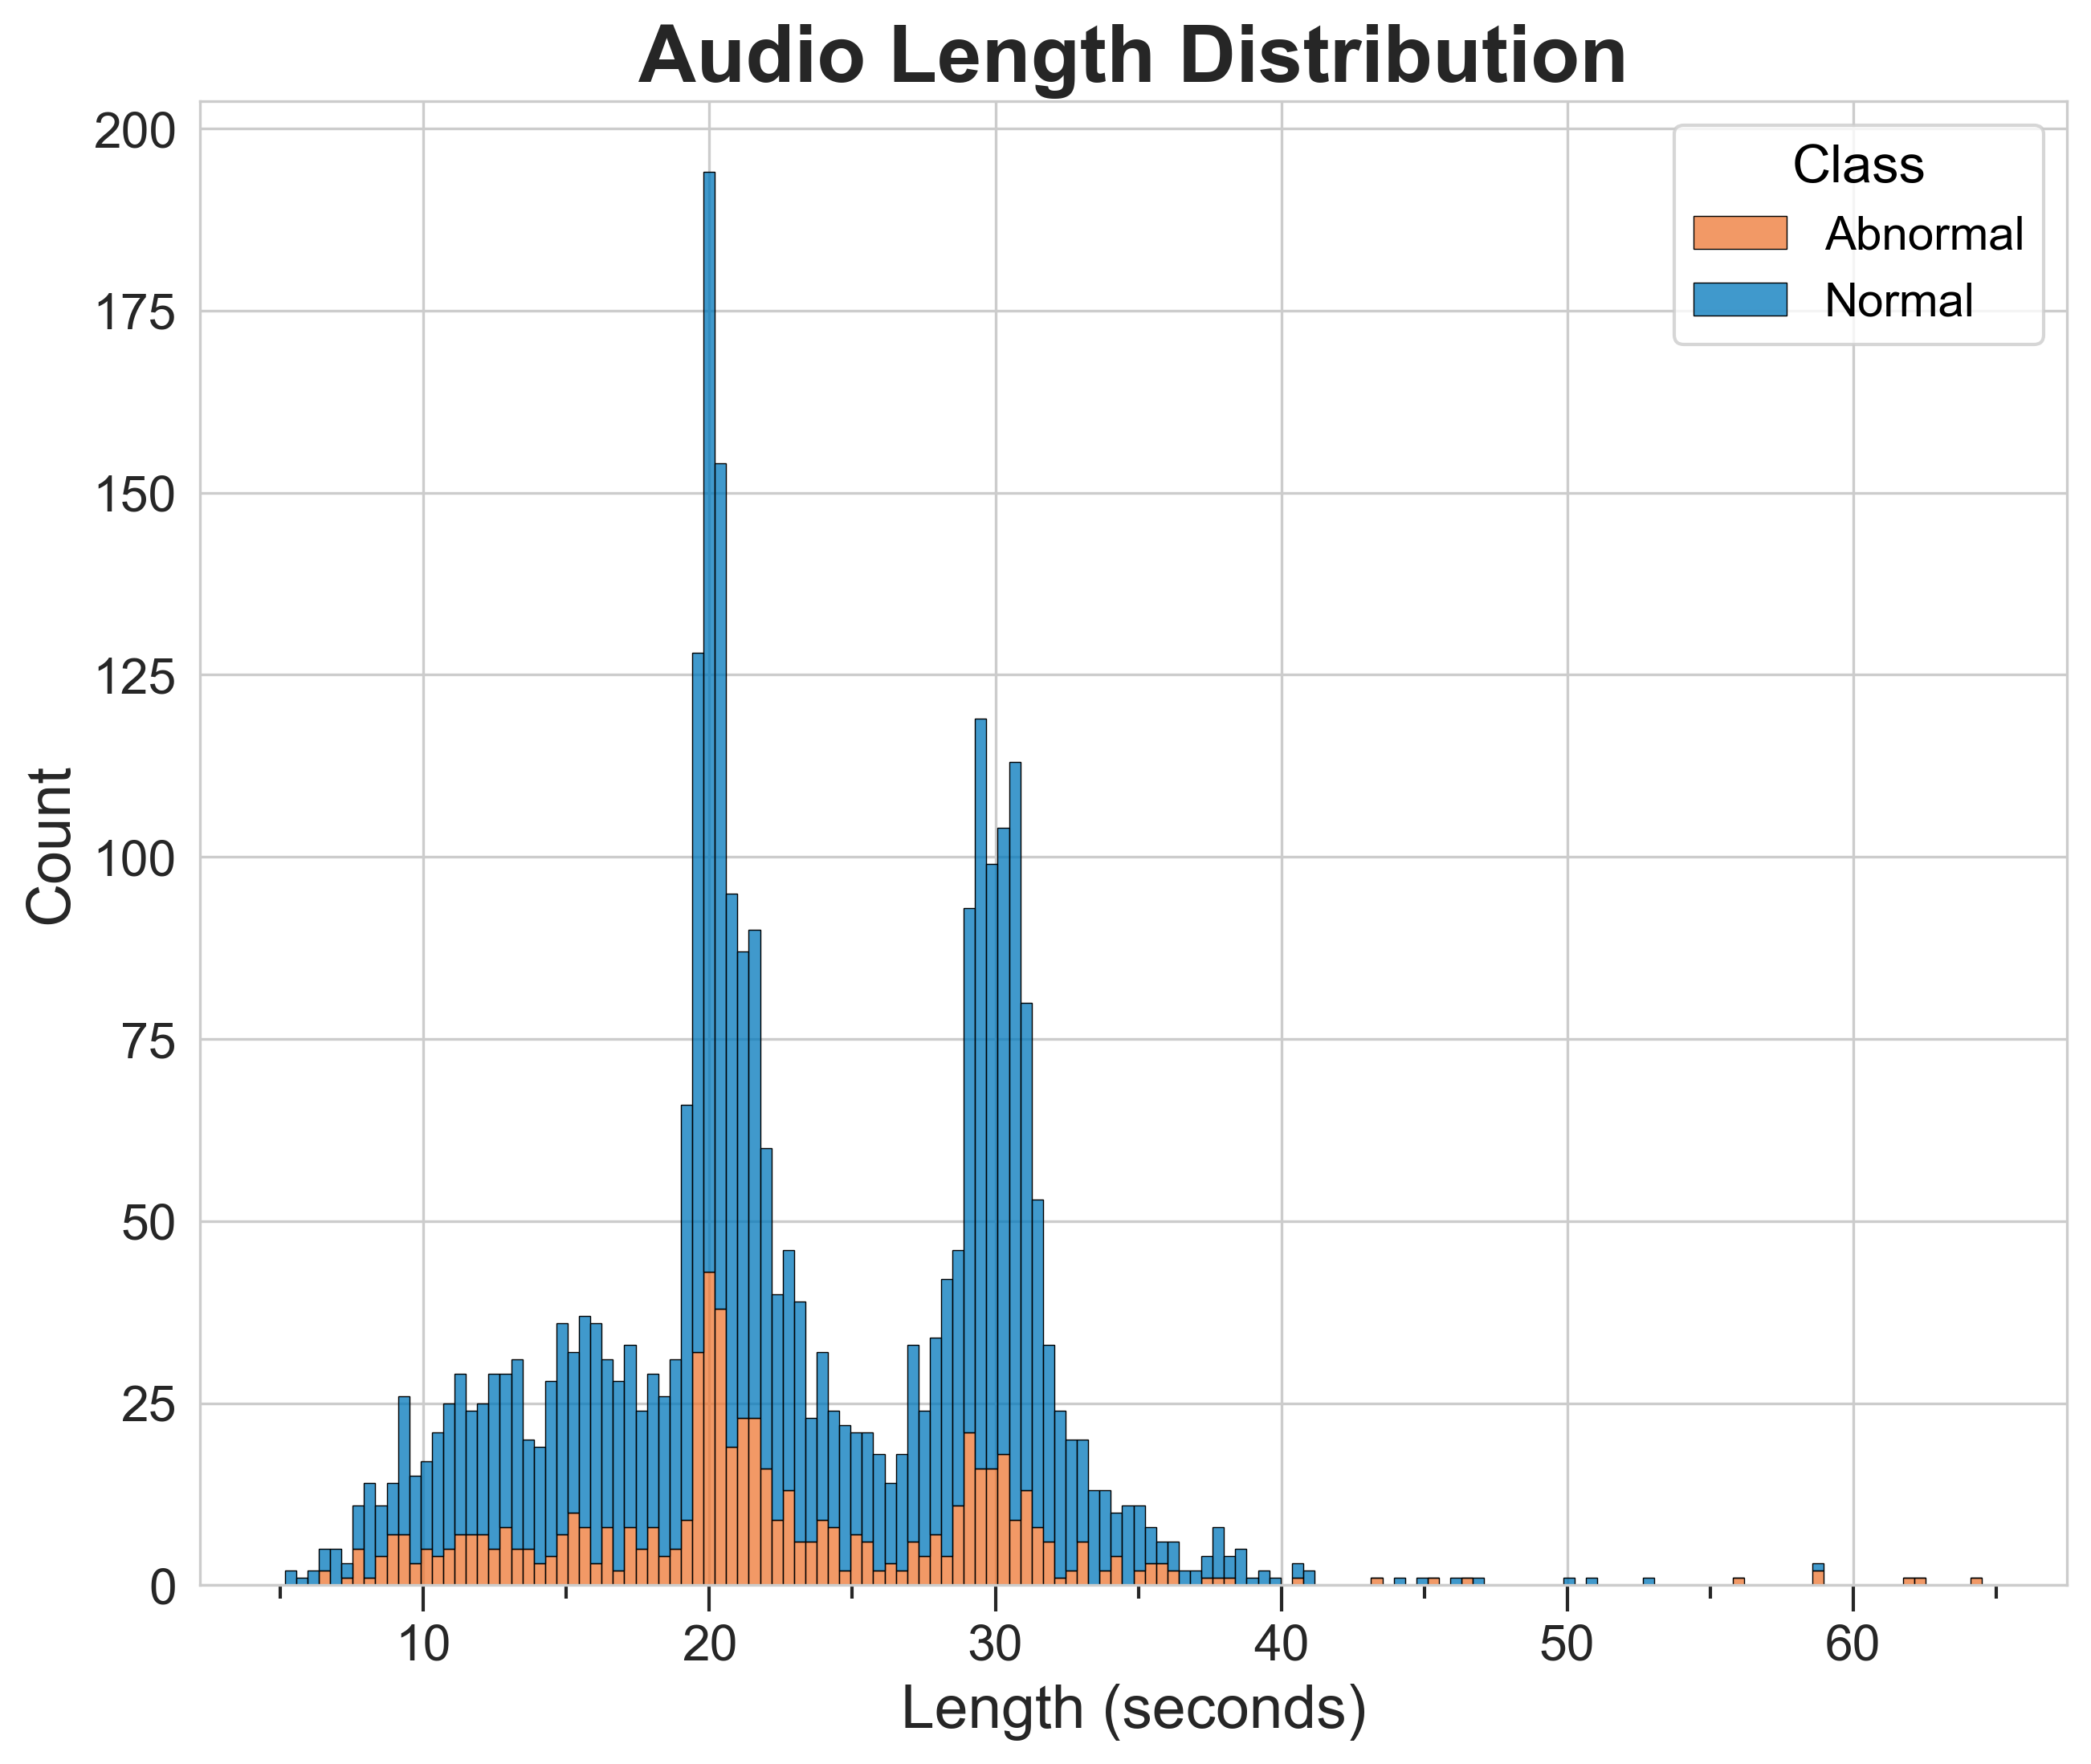 Audio Length Distribution
Class
Abnormal
Normal
200
175
150
125
100
75
50
25
0
Count
10 20 30 40 50 60
Length (seconds)